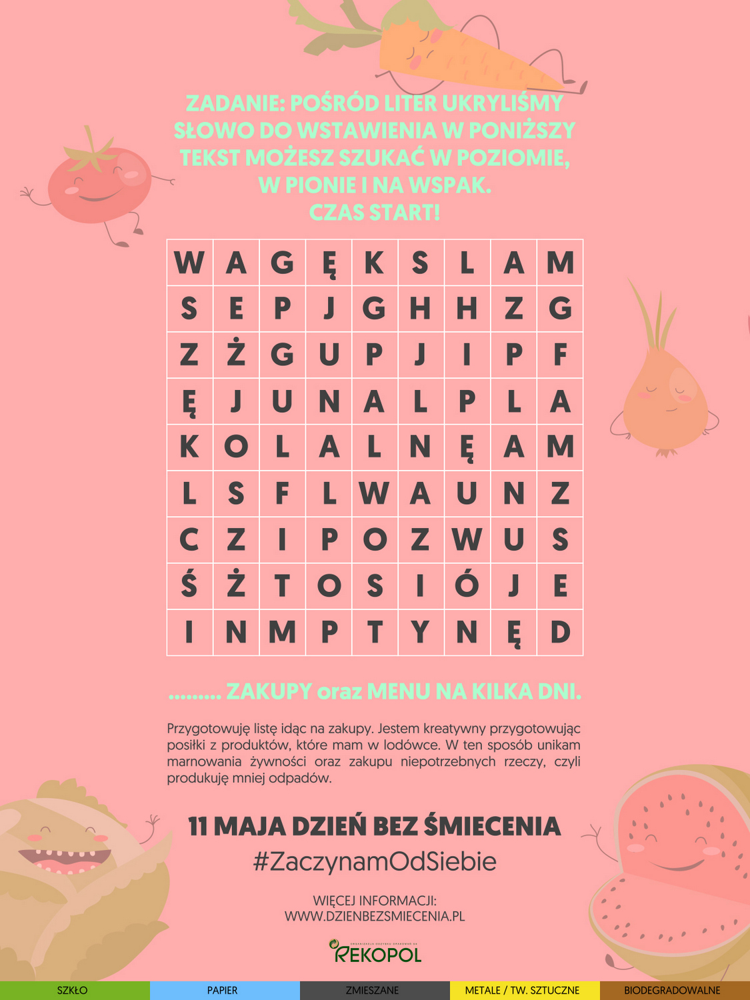 ZADANIE: POŚRÓD LITER UKRYLIŚMY
SŁOWO DO WSTAWIENIA W PONIŻSZY
TEKST MOŻESZ SZUKAĆ W POZIOMIE,
W PIONIE I NA WSPAK.
CZAS START!
W A G Ę K S L A M
S E P J G H H Z G
Z Ż G U P J I P F
Ę J U N A L P L A
K O L A L N Ę A M
L S F L W A U N Z
C Z I P O Z W U S
Ś Ż T O S I Ó J E
I N M P T Y N Ę D
......... ZAKUPY oraz MENU NA KILKA DNI.
Przygotowuję listę idąc na zakupy. Jestem kreatywny przygotowując
posiłki z produktów, które mam w lodówce. W ten sposób unikam
marnowania żywności oraz zakupu niepotrzebnych rzeczy, czyli
produkuję mniej odpadów.
11 MAJA DZIEŃ BEZ ŚMIECENIA
#ZaczynamOdSiebie
WIĘCEJ INFORMACJI:
WWW.DZIENBEZSMIECENIA.PL
ORGANIZACJA ODZYSKU OPAKOWAŃ SA
REKOPOL
SZKŁO PAPIER ZMIESZANE METALE / TW. SZTUCZNE BIODEGRADOWALNE